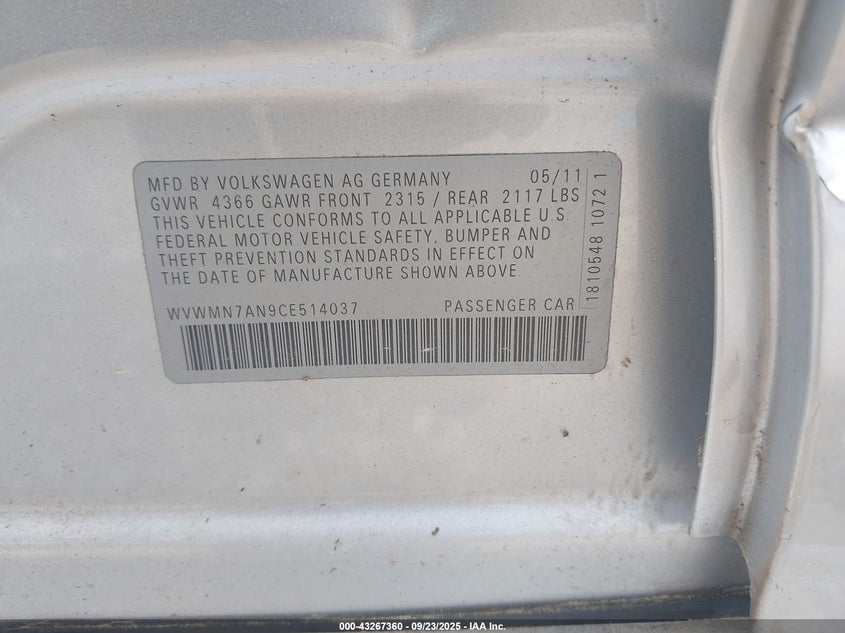 MFD BY VOLKSWAGEN AG GERMANY 05/11
GVWR 4366 GAWR FRONT 2315 / REAR 2117 LBS
THIS VEHICLE CONFORMS TO ALL APPLICABLE U.S.
FEDERAL MOTOR VEHICLE SAFETY, BUMPER AND
THEFT PREVENTION STANDARDS IN EFFECT ON
THE DATE OF MANUFACTURE SHOWN ABOVE
WVWMN7AN9CE514037 PASSENGER CAR
1810548 1072 1
000-43267360 - 09/23/2025 - IAA Inc.